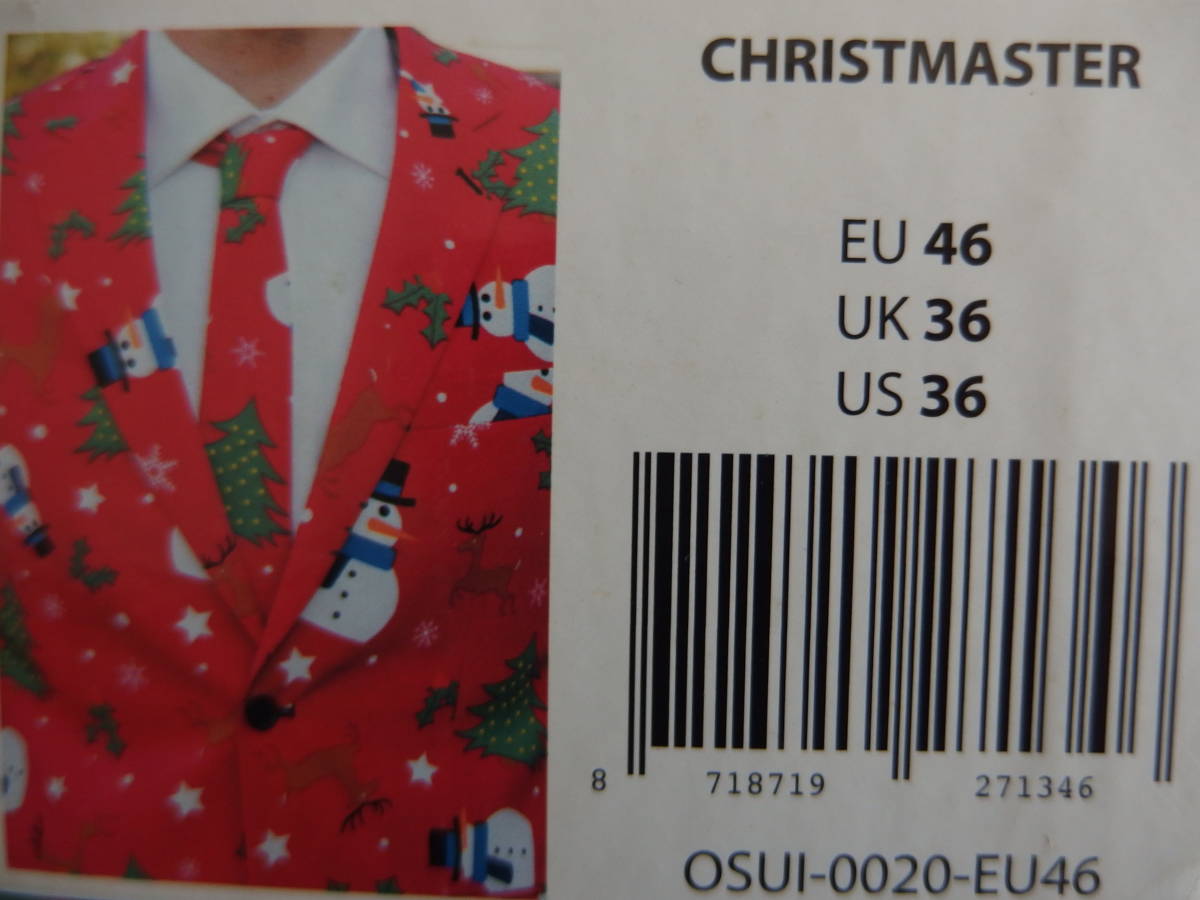 CHRISTMASTER
EU 46
UK 36
US 36
8 718719 271346
OSUI-0020-EU46